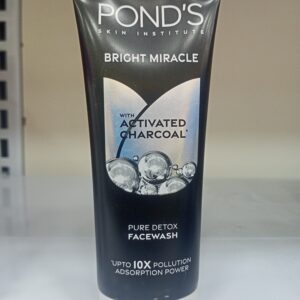 POND'S
SKIN INSTITUTE
BRIGHT MIRACLE
WITH
ACTIVATED
CHARCOAL*
PURE DETOX
FACEWASH
*UPTO 10X POLLUTION
ADSORPTION POWER